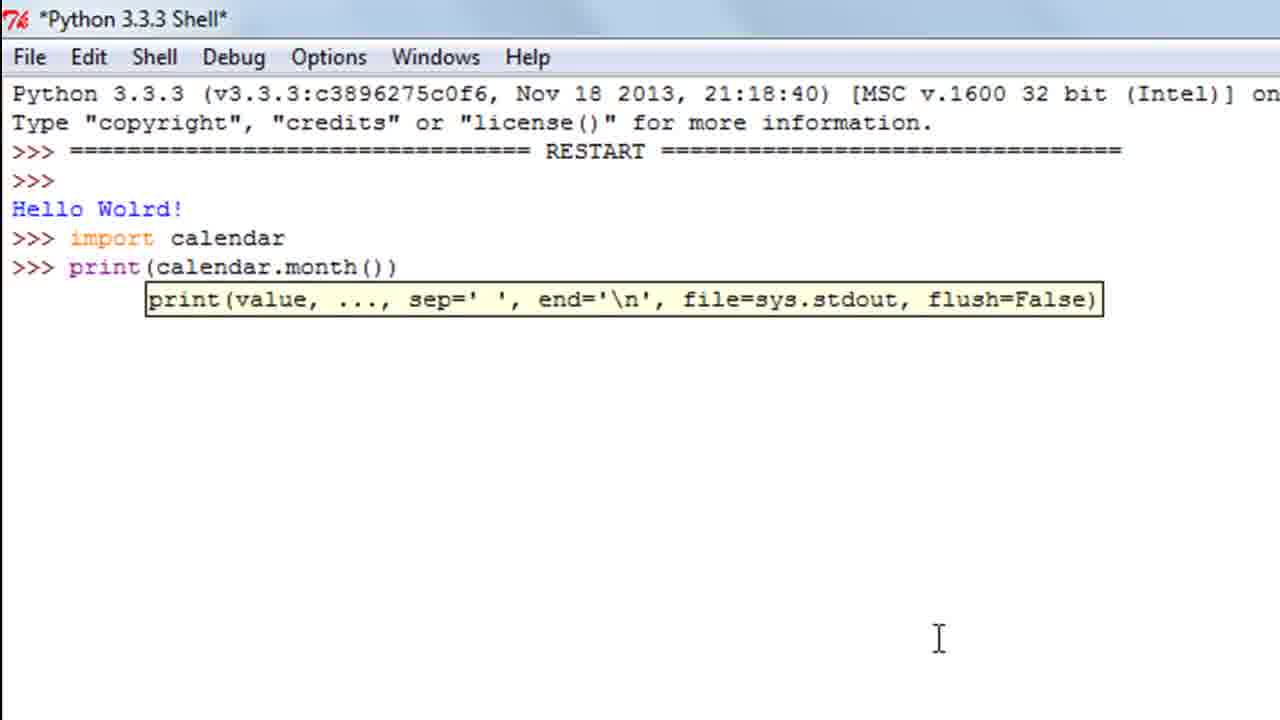 *Python 3.3.3 Shell*
File Edit Shell Debug Options Windows Help
Python 3.3.3 (v3.3.3:c3896275c0f6, Nov 18 2013, 21:18:40) [MSC v.1600 32 bit (Intel)] on
Type "copyright", "credits" or "license()" for more information.
>>> ================================ RESTART ================================
>>>
Hello Wolrd!
>>> import calendar
>>> print(calendar.month())
print(value, ..., sep=' ', end='\n', file=sys.stdout, flush=False)